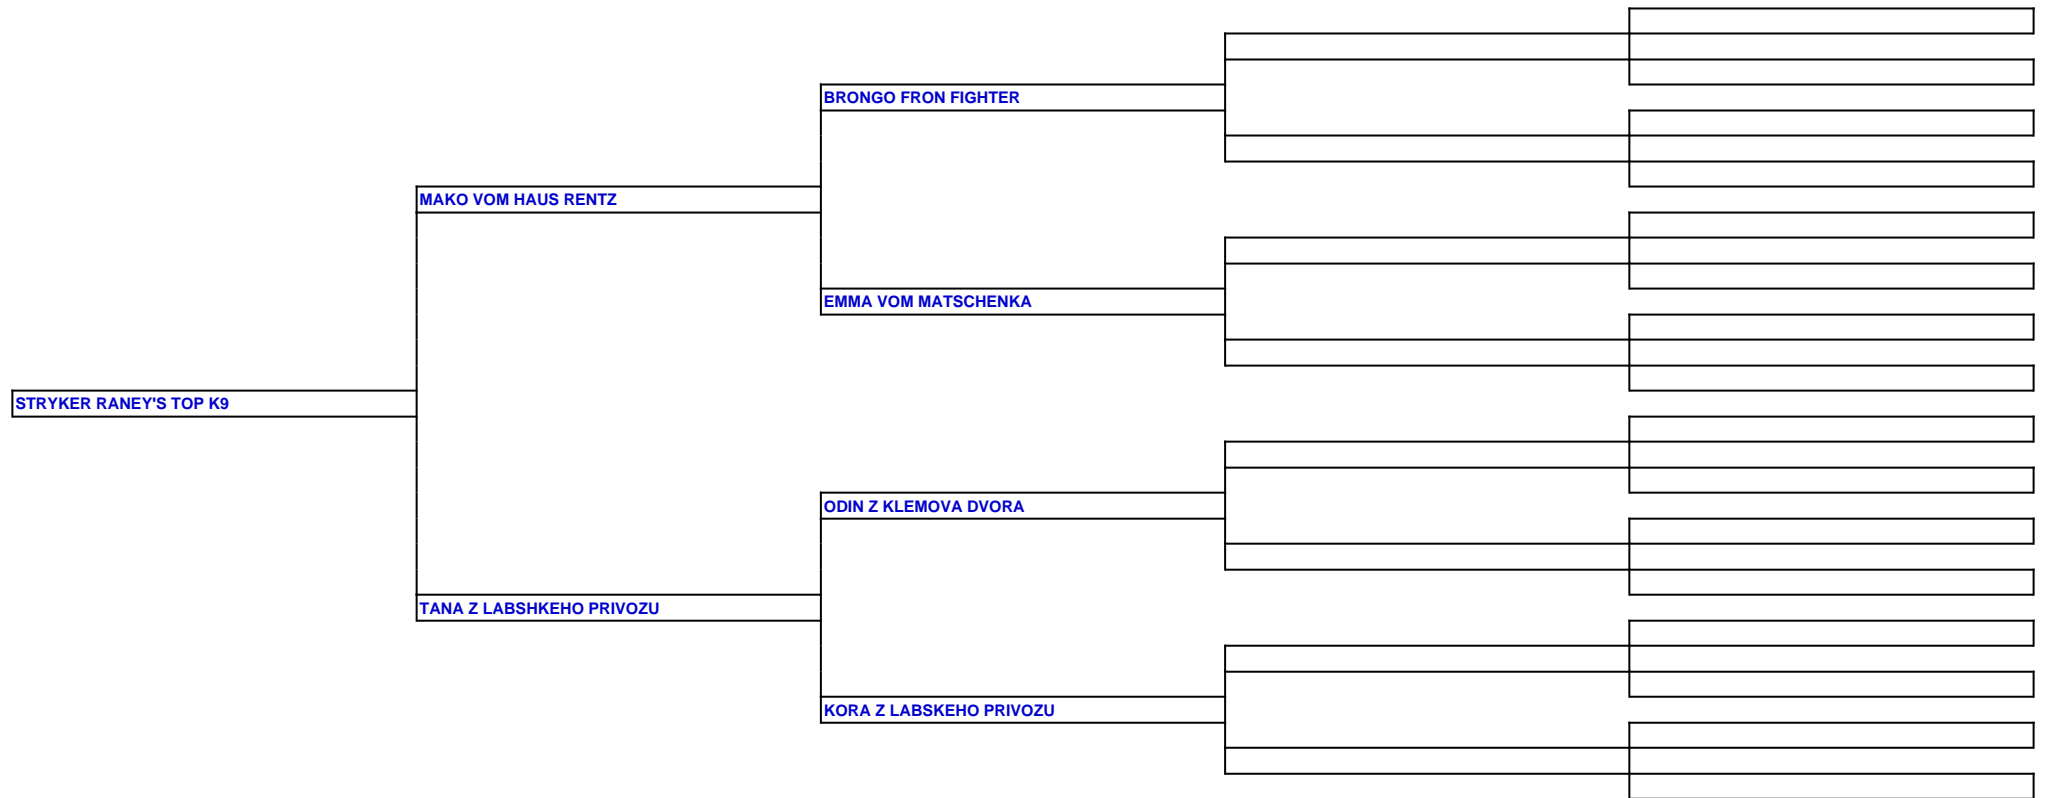 BRONGO FRON FIGHTER
MAKO VOM HAUS RENTZ
EMMA VOM MATSCHENKA
STRYKER RANEY'S TOP K9
ODIN Z KLEMOVA DVORA
TANA Z LABSHKEHO PRIVOZU
KORA Z LABSKEHO PRIVOZU